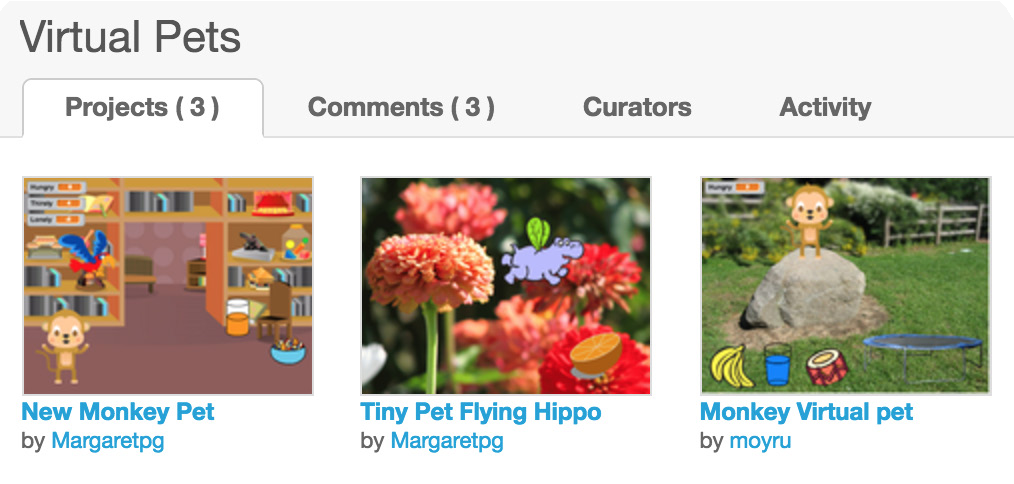 Virtual Pets
Projects ( 3 )
Comments ( 3 )
Curators
Activity
Hungry
Thirsty
Lonely
Hungry
New Monkey Pet
by Margaretpg
Tiny Pet Flying Hippo
by Margaretpg
Monkey Virtual pet
by moyru